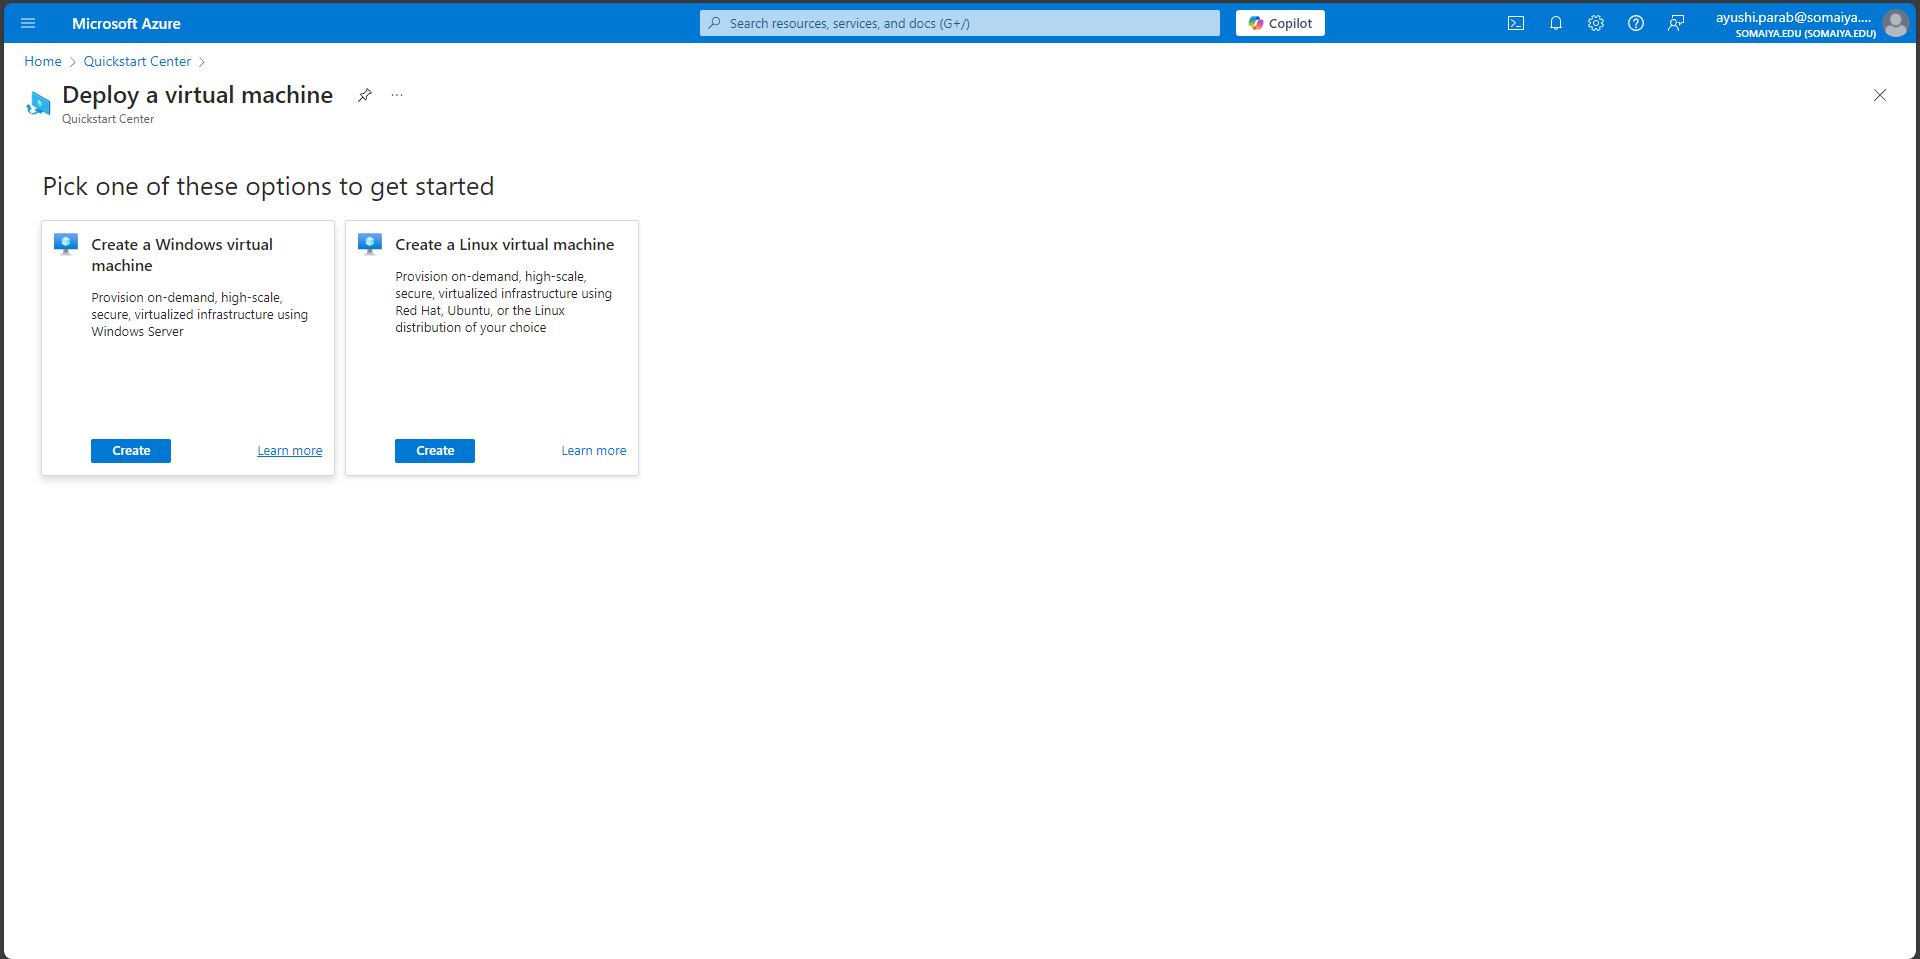 Microsoft Azure
Search resources, services, and docs (G+/)
Copilot
ayushi.parab@somaiya....
SOMAIYA.EDU (SOMAIYA.EDU)
Home > Quickstart Center >
Deploy a virtual machine
...
Quickstart Center
Pick one of these options to get started
Create a Windows virtual
machine
Provision on-demand, high-scale,
secure, virtualized infrastructure using
Windows Server
Create
Learn more
Create a Linux virtual machine
Provision on-demand, high-scale,
secure, virtualized infrastructure using
Red Hat, Ubuntu, or the Linux
distribution of your choice
Create
Learn more